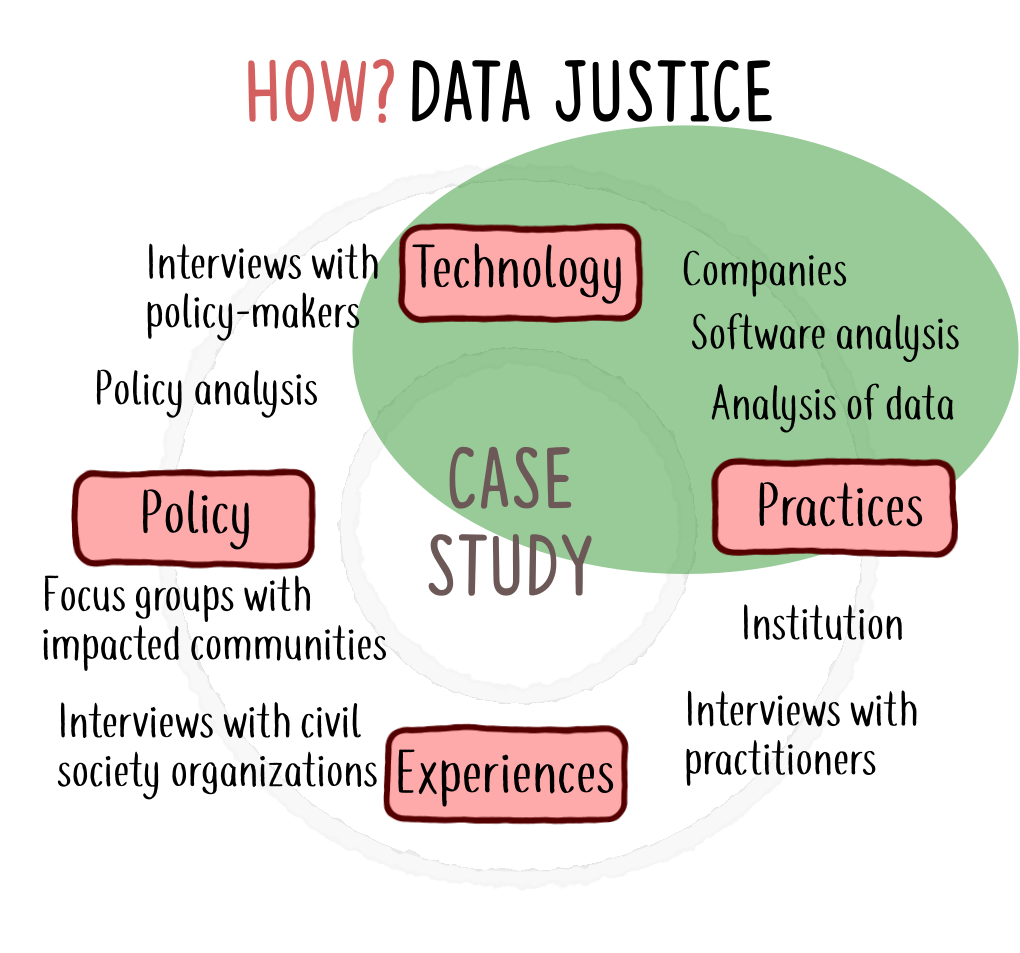 HOW? DATA JUSTICE
Technology
Interviews with
policy-makers
Policy analysis
Companies
Software analysis
Analysis of data
CASE
STUDY
Policy
Practices
Focus groups with
impacted communities
Institution
Interviews with civil
society organizations
Experiences
Interviews with
practitioners